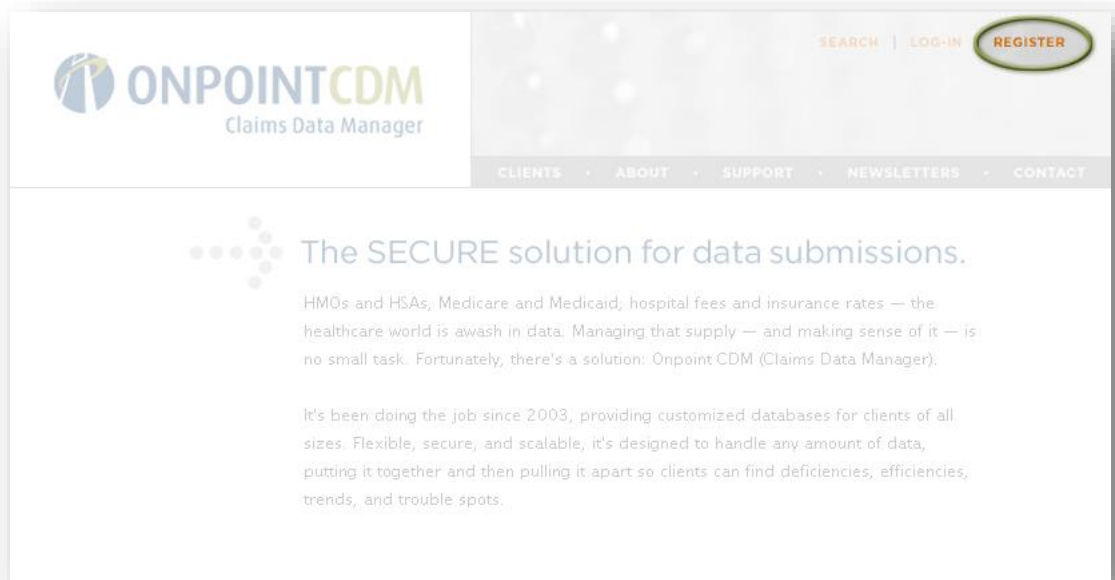 SEARCH | LOG-IN REGISTER
ONPOINTCDM
Claims Data Manager
CLIENTS • ABOUT • SUPPORT • NEWSLETTERS • CONTACT
The SECURE solution for data submissions.
HMOs and HSAs, Medicare and Medicaid, hospital fees and insurance rates — the
healthcare world is awash in data. Managing that supply — and making sense of it — is
no small task. Fortunately, there's a solution: Onpoint CDM (Claims Data Manager).
It's been doing the job since 2003, providing customized databases for clients of all
sizes. Flexible, secure, and scalable, it's designed to handle any amount of data,
putting it together and then pulling it apart so clients can find deficiencies, efficiencies,
trends, and trouble spots.